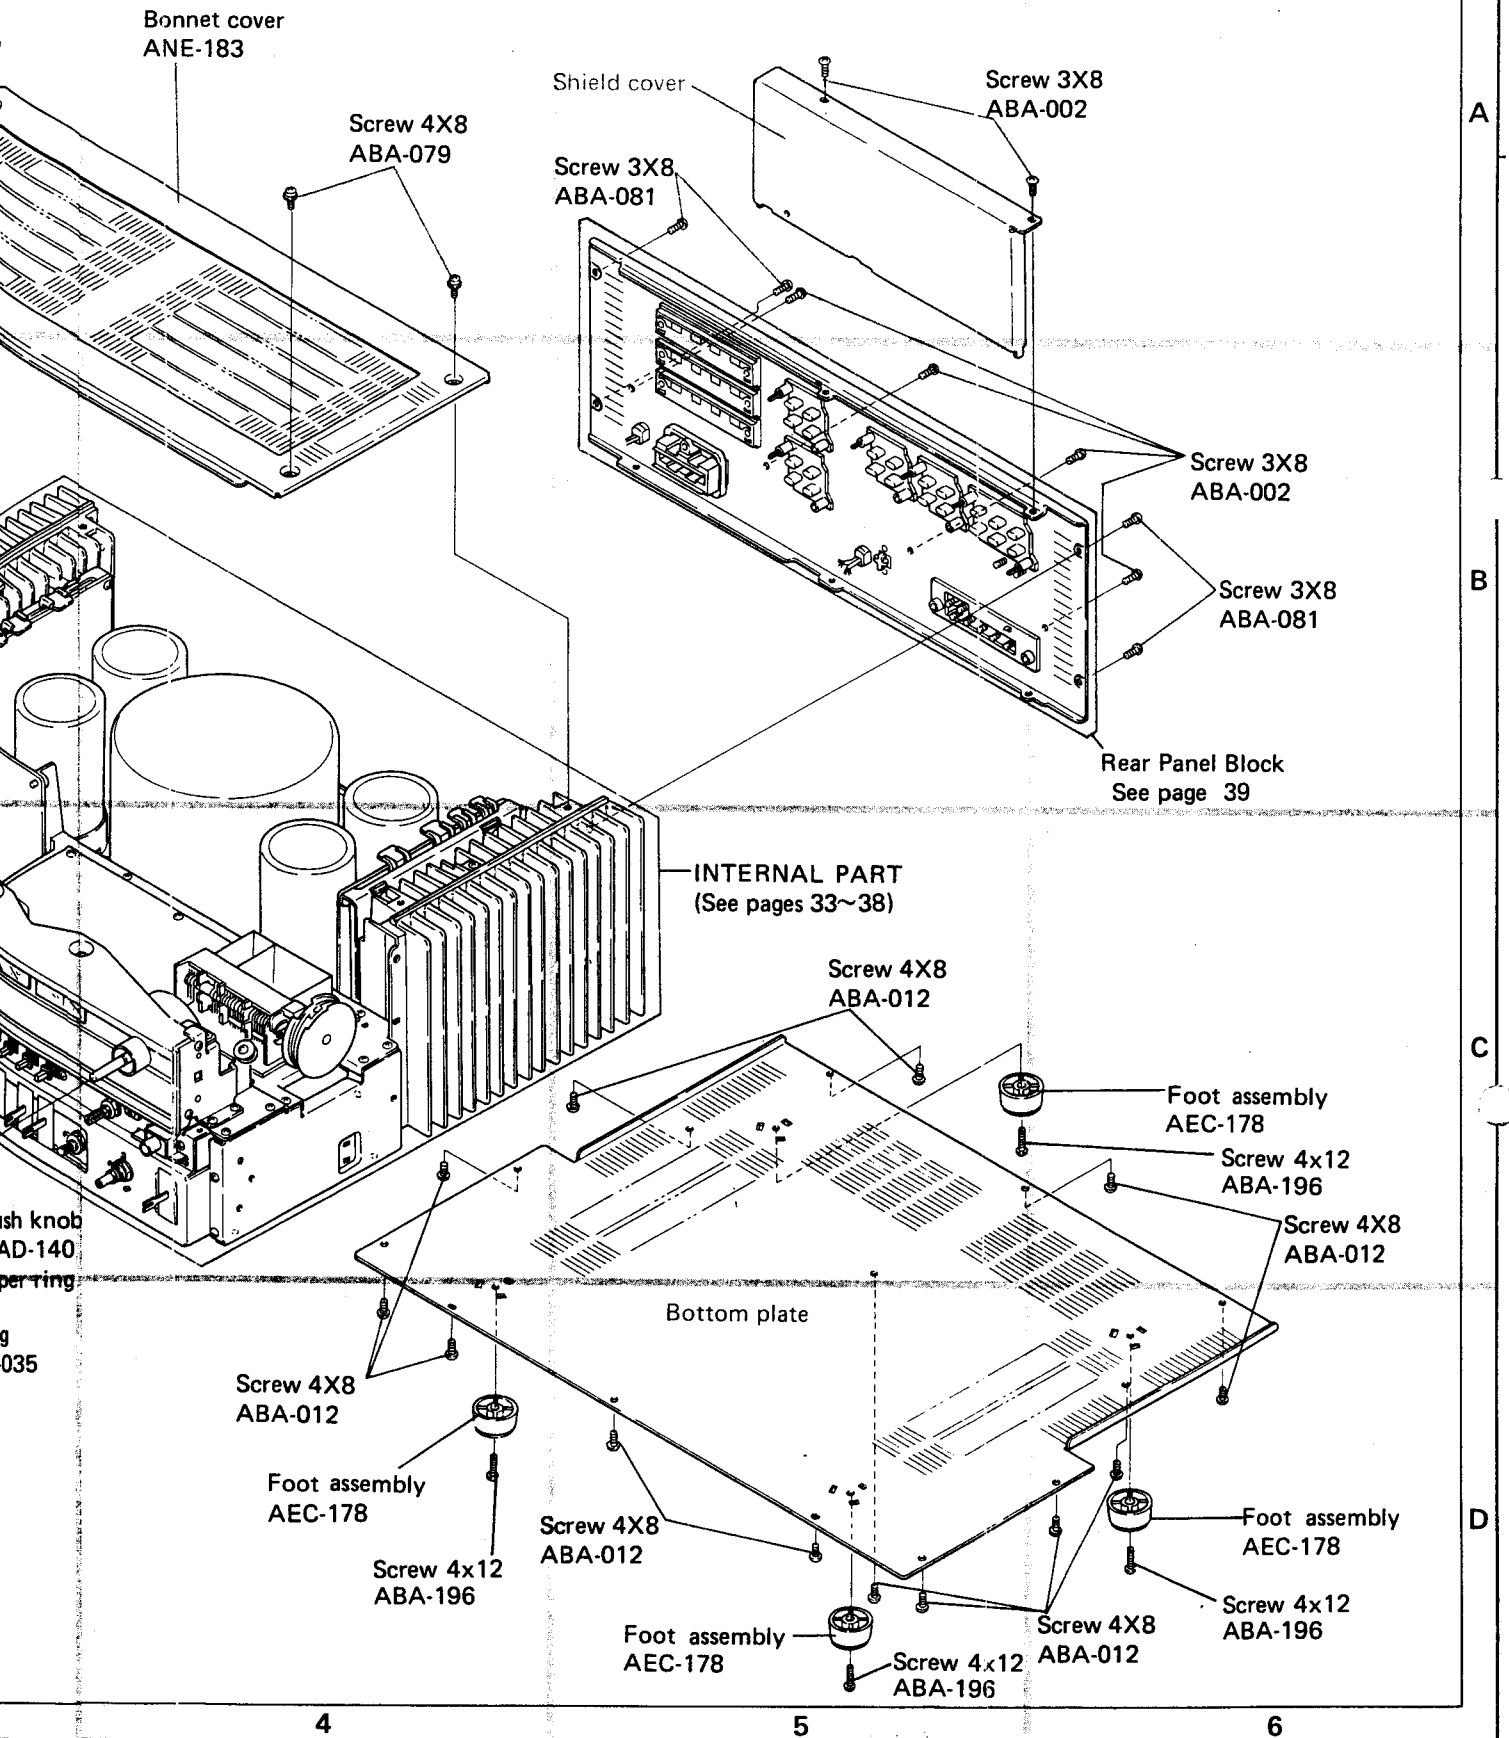 Bonnet cover
ANE-183
Screw 4X8
ABA-079
Shield cover
Screw 3X8
ABA-002
Screw 3X8
ABA-081
A
Screw 3X8
ABA-002
Screw 3X8
ABA-081
B
Rear Panel Block
See page 39
INTERNAL PART
(See pages 33~38)
Screw 4X8
ABA-012
C
Foot assembly
AEC-178
Screw 4x12
ABA-196
Screw 4X8
ABA-012
ush knob
AD-140
per ring
g
-035
Bottom plate
Screw 4X8
ABA-012
Foot assembly
AEC-178
Screw 4x12
ABA-196
Screw 4X8
ABA-012
Foot assembly
AEC-178
Screw 4x12
ABA-196
Screw 4X8
ABA-012
Foot assembly
AEC-178
Screw 4x12
ABA-196
D
4
5
6